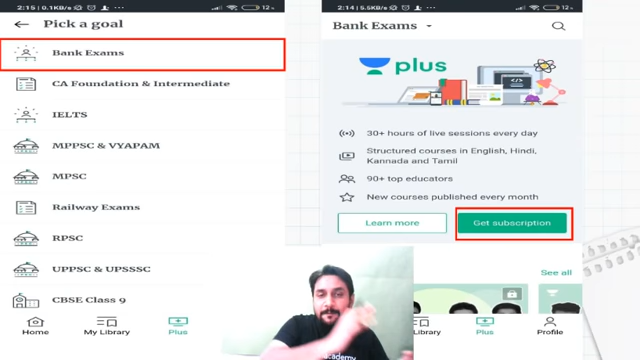 2:15 | 0.1KB/s
12
Pick a goal
Bank Exams
CA Foundation & Intermediate
IELTS
MPPSC & VYAPAM
MPSC
Railway Exams
RPSC
UPPSC & UPSSSC
CBSE Class 9
Home
My Library
Plus
2:14 | 5.5KB/s
12
Bank Exams
plus
30+ hours of live sessions every day
Structured courses in English, Hindi,
Kannada and Tamil
90+ top educators
New courses published every month
Learn more
Get subscription
See all
Library
Plus
Profile
academy